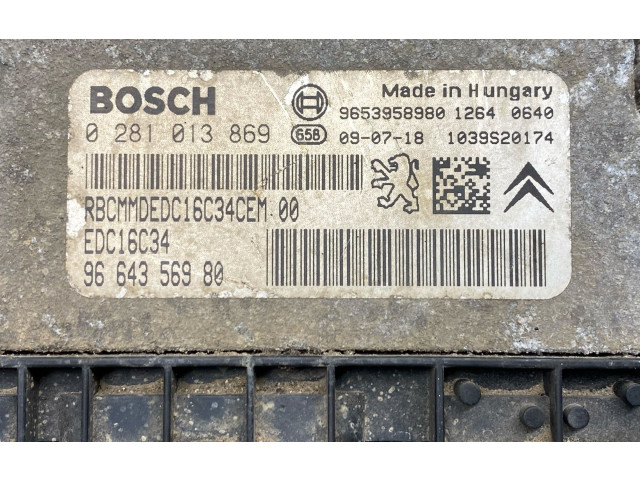 BOSCH
Made in Hungary
9653958980 1264 0640
0 281 013 869 658 09-07-18 1039S20174
RBCMMDEDC16C34CEM 00
EDC16C34
96 643 569 80